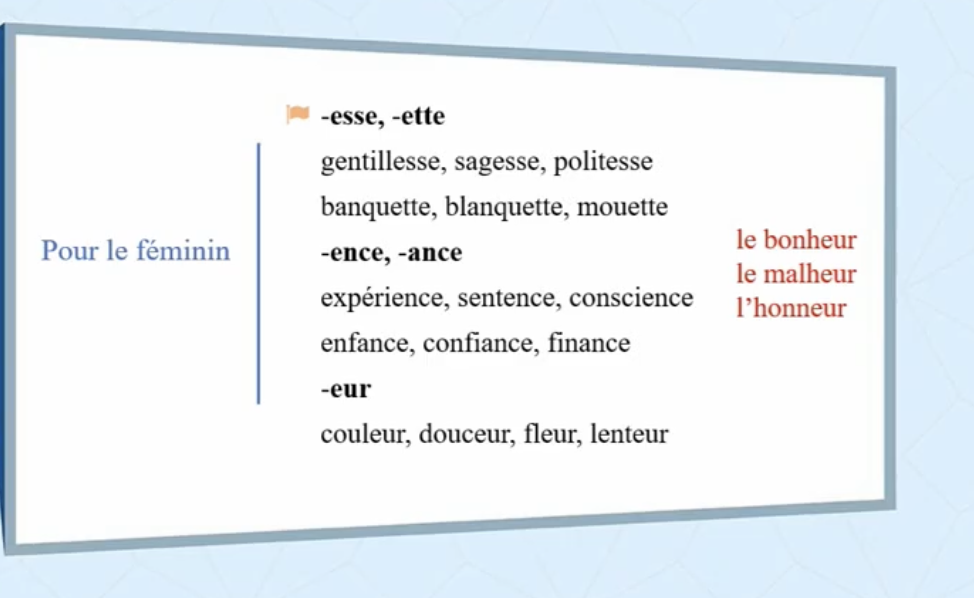 -esse, -ette
gentillesse, sagesse, politesse
banquette, blanquette, mouette
Pour le féminin
-ence, -ance
expérience, sentence, conscience
enfance, confiance, finance
-eur
couleur, douceur, fleur, lenteur
le bonheur
le malheur
l’honneur